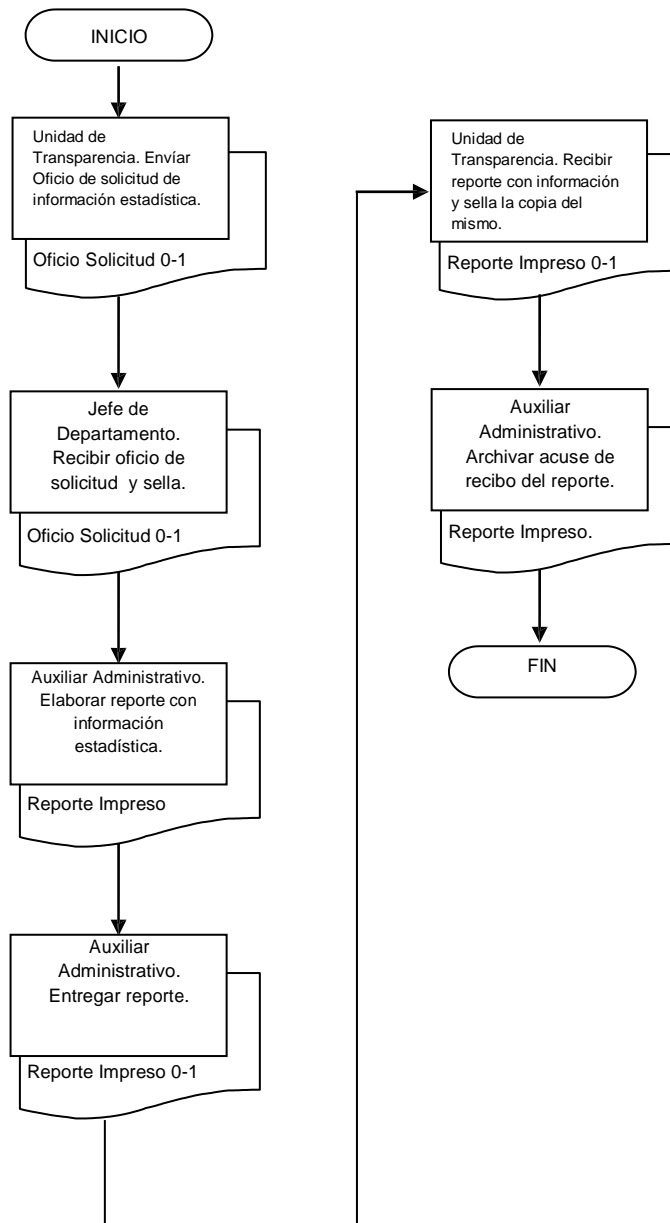 INICIO
Unidad de
Transparencia. Envíar
Oficio de solicitud de
información estadística.
Oficio Solicitud 0-1
Jefe de
Departamento.
Recibir oficio de
solicitud y sella.
Oficio Solicitud 0-1
Auxiliar Administrativo.
Elaborar reporte con
información
estadística.
Reporte Impreso
Auxiliar
Administrativo.
Entregar reporte.
Reporte Impreso 0-1
Unidad de
Transparencia. Recibir
reporte con información
y sella la copia del
mismo.
Reporte Impreso 0-1
Auxiliar
Administrativo.
Archivar acuse de
recibo del reporte.
Reporte Impreso.
FIN